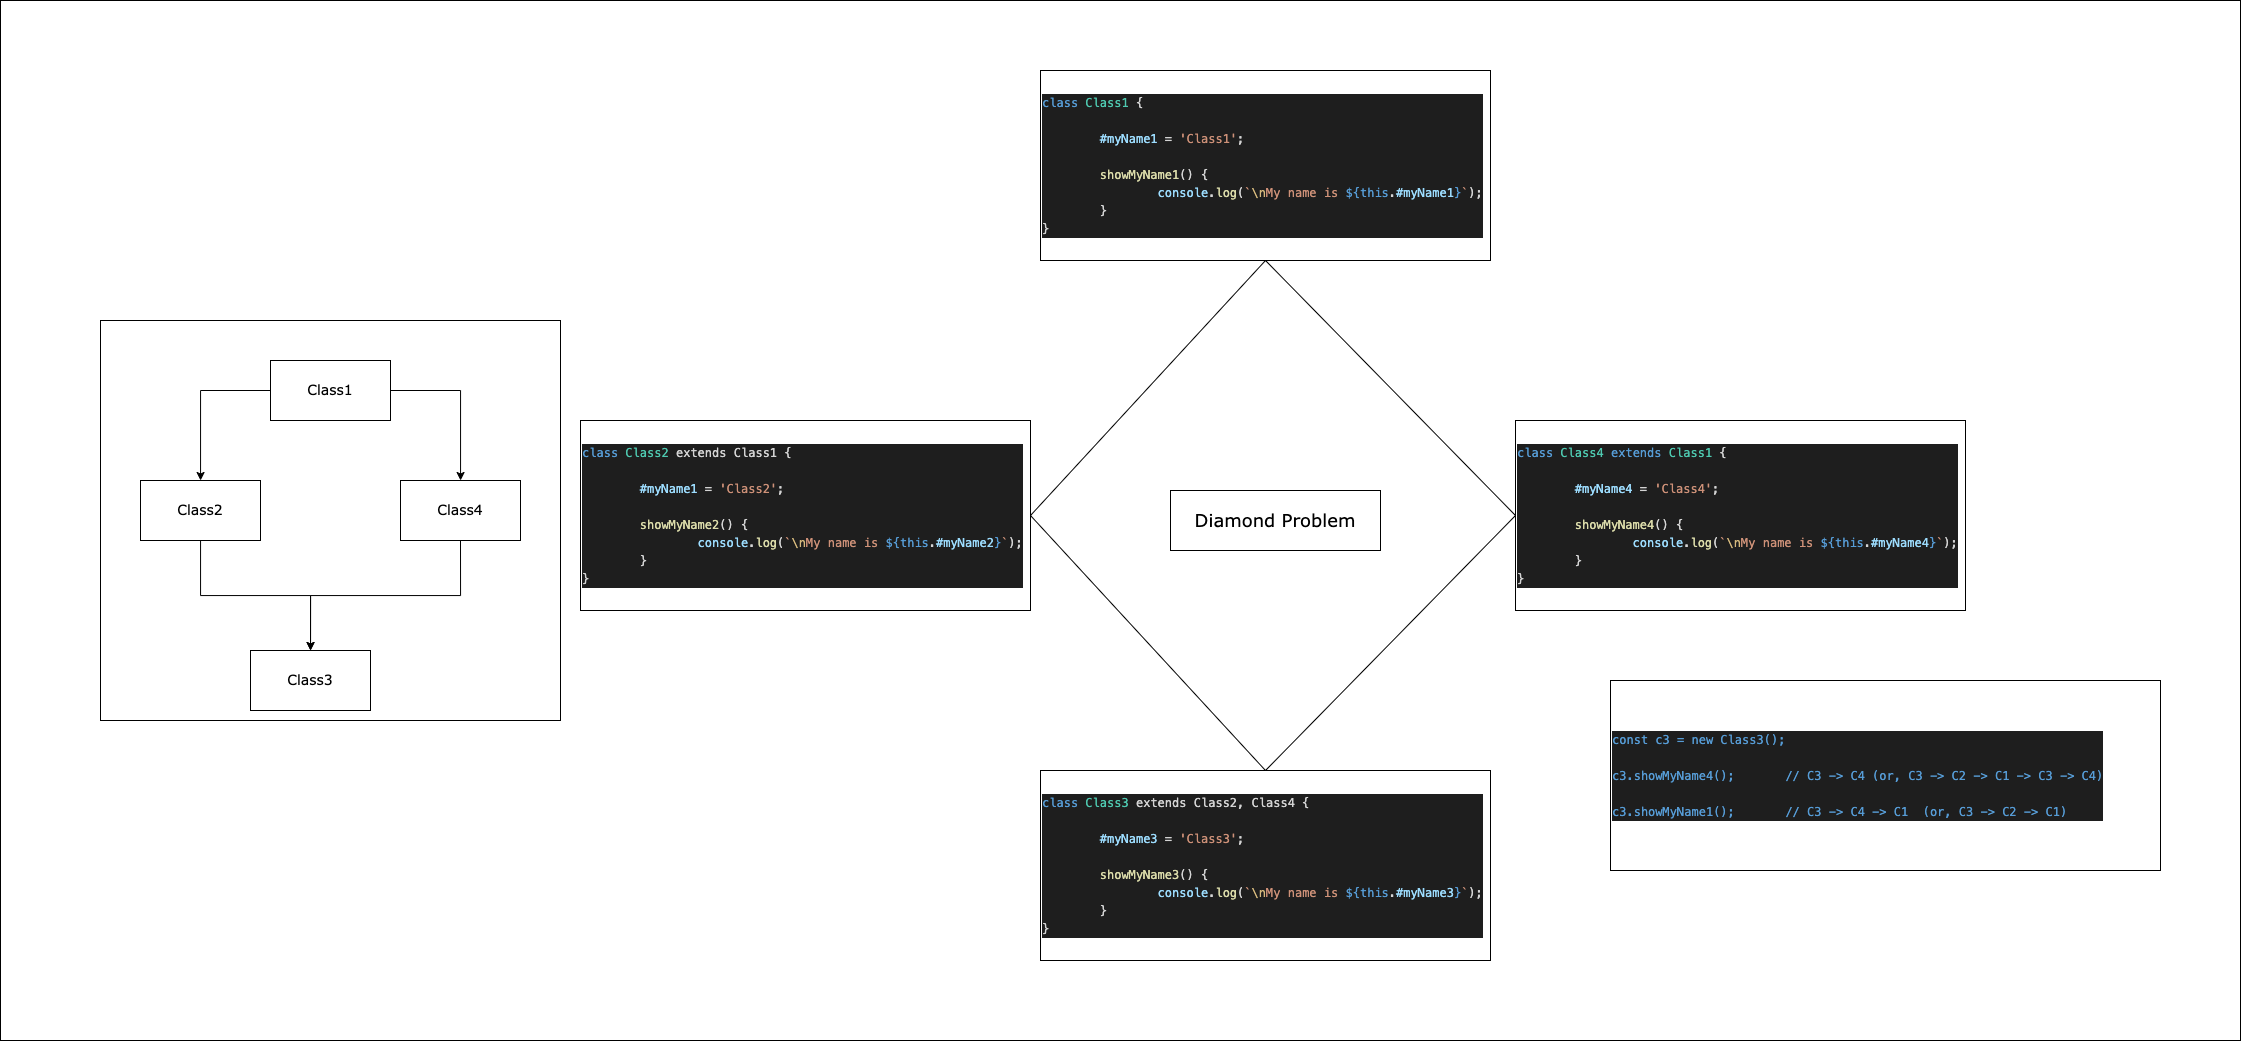 class Class1 {
#myName1 = 'Class1';
showMyName1() {
console.log(`\nMy name is ${this.#myName1}`);
}
}
Class1
Class2
Class4
Class3
class Class2 extends Class1 {
#myName1 = 'Class2';
showMyName2() {
console.log(`\nMy name is ${this.#myName2}`);
}
}
Diamond Problem
class Class4 extends Class1 {
#myName4 = 'Class4';
showMyName4() {
console.log(`\nMy name is ${this.#myName4}`);
}
}
class Class3 extends Class2, Class4 {
#myName3 = 'Class3';
showMyName3() {
console.log(`\nMy name is ${this.#myName3}`);
}
}
const c3 = new Class3();
c3.showMyName4();       // C3 -> C4 (or, C3 -> C2 -> C1 -> C3 -> C4)
c3.showMyName1();       // C3 -> C4 -> C1  (or, C3 -> C2 -> C1)